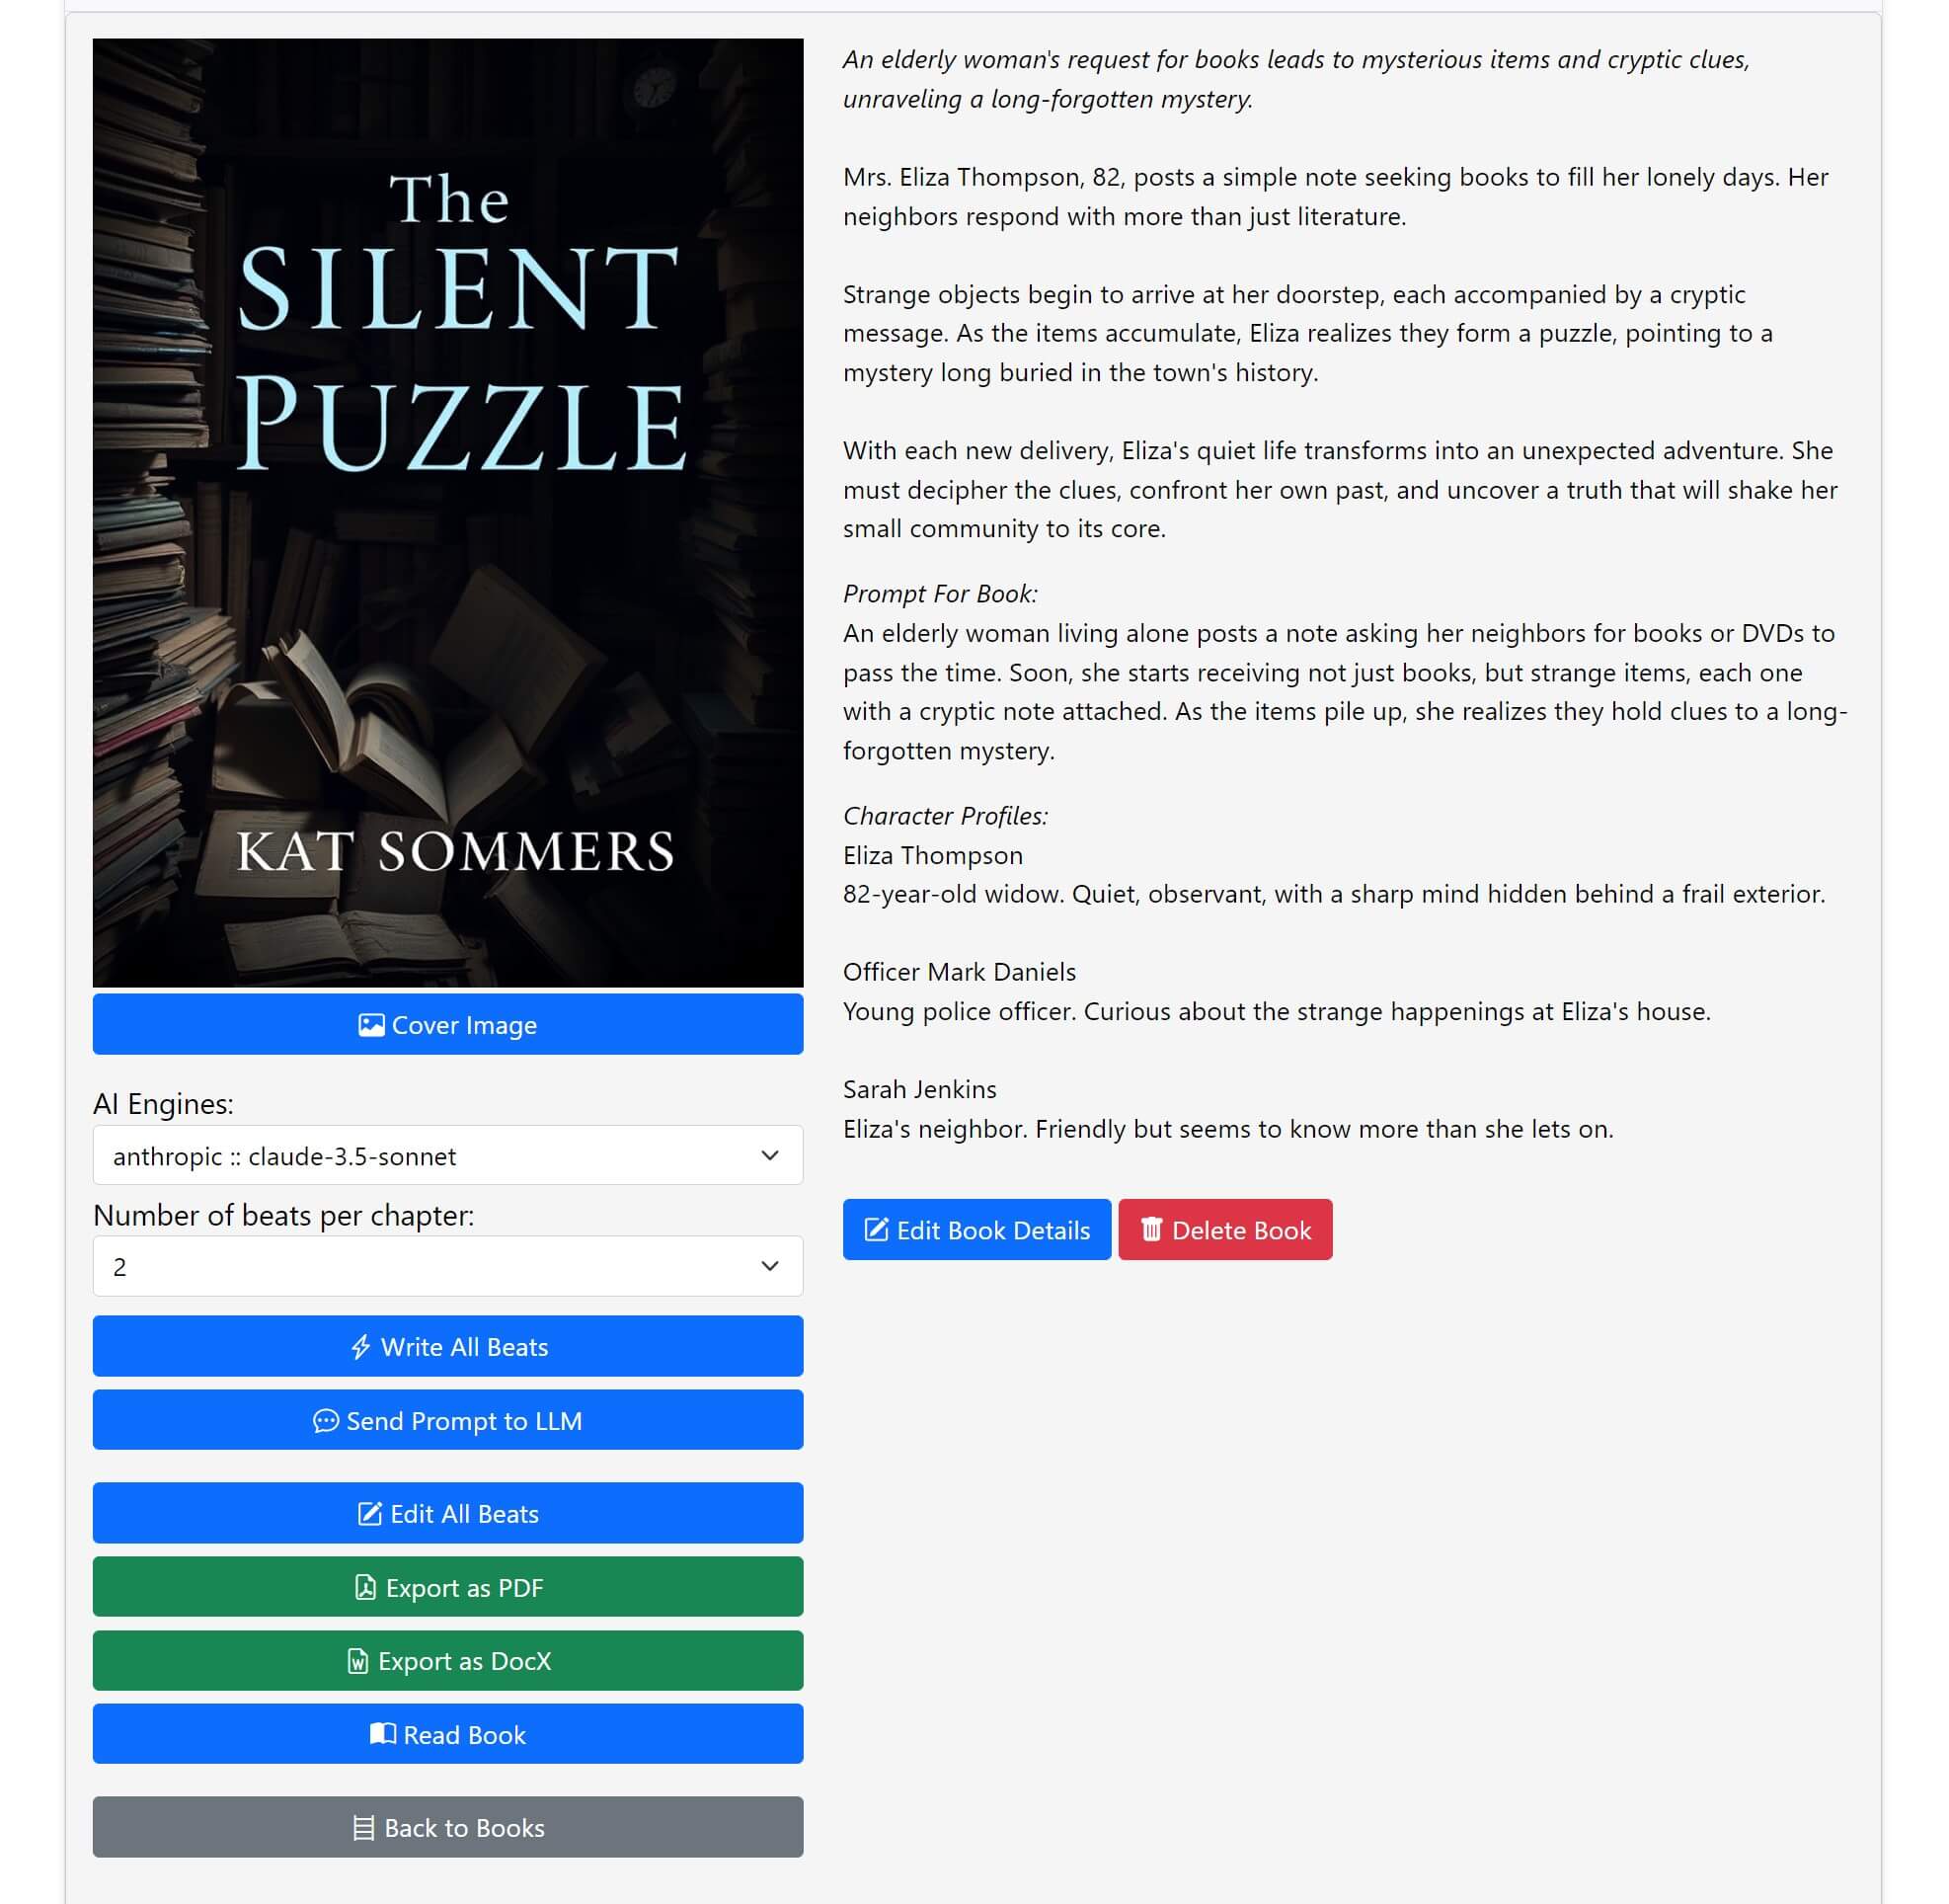 The
SILENT
PUZZLE
KAT SOMMERS
Cover Image
AI Engines:
anthropic :: claude-3.5-sonnet
Number of beats per chapter:
2
Write All Beats
Send Prompt to LLM
Edit All Beats
Export as PDF
Export as DocX
Read Book
Back to Books
An elderly woman's request for books leads to mysterious items and cryptic clues,
unraveling a long-forgotten mystery.
Mrs. Eliza Thompson, 82, posts a simple note seeking books to fill her lonely days. Her
neighbors respond with more than just literature.
Strange objects begin to arrive at her doorstep, each accompanied by a cryptic
message. As the items accumulate, Eliza realizes they form a puzzle, pointing to a
mystery long buried in the town's history.
With each new delivery, Eliza's quiet life transforms into an unexpected adventure. She
must decipher the clues, confront her own past, and uncover a truth that will shake her
small community to its core.
Prompt For Book:
An elderly woman living alone posts a note asking her neighbors for books or DVDs to
pass the time. Soon, she starts receiving not just books, but strange items, each one
with a cryptic note attached. As the items pile up, she realizes they hold clues to a long-
forgotten mystery.
Character Profiles:
Eliza Thompson
82-year-old widow. Quiet, observant, with a sharp mind hidden behind a frail exterior.
Officer Mark Daniels
Young police officer. Curious about the strange happenings at Eliza's house.
Sarah Jenkins
Eliza's neighbor. Friendly but seems to know more than she lets on.
Edit Book Details
Delete Book